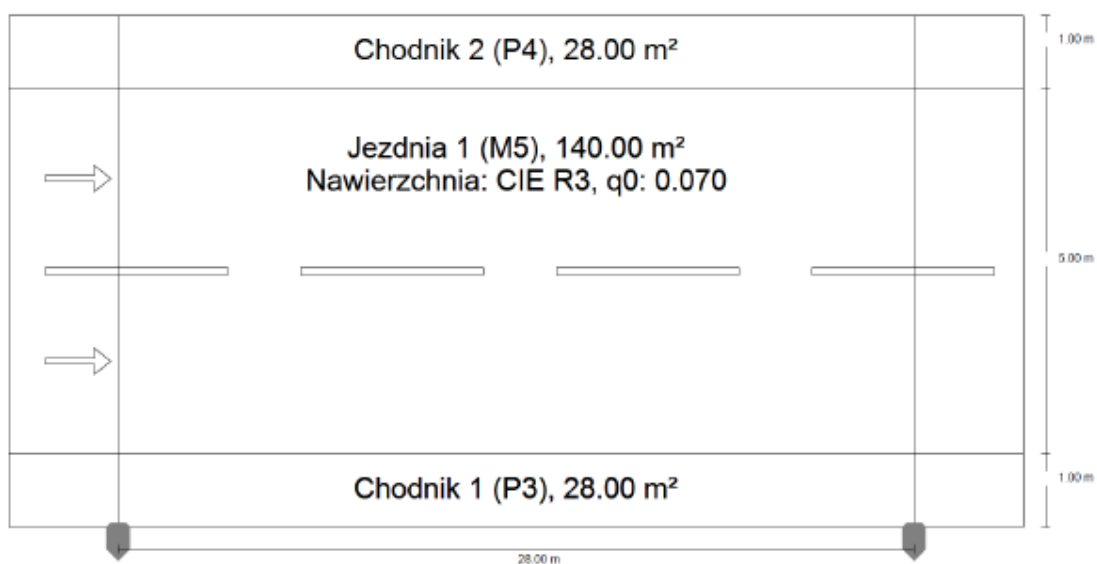 Chodnik 2 (P4), 28.00 m²
1.00 m
Jezdnia 1 (M5), 140.00 m²
Nawierzchnia: CIE R3, q0: 0.070
5.00 m
Chodnik 1 (P3), 28.00 m²
1.00 m
28.00 m